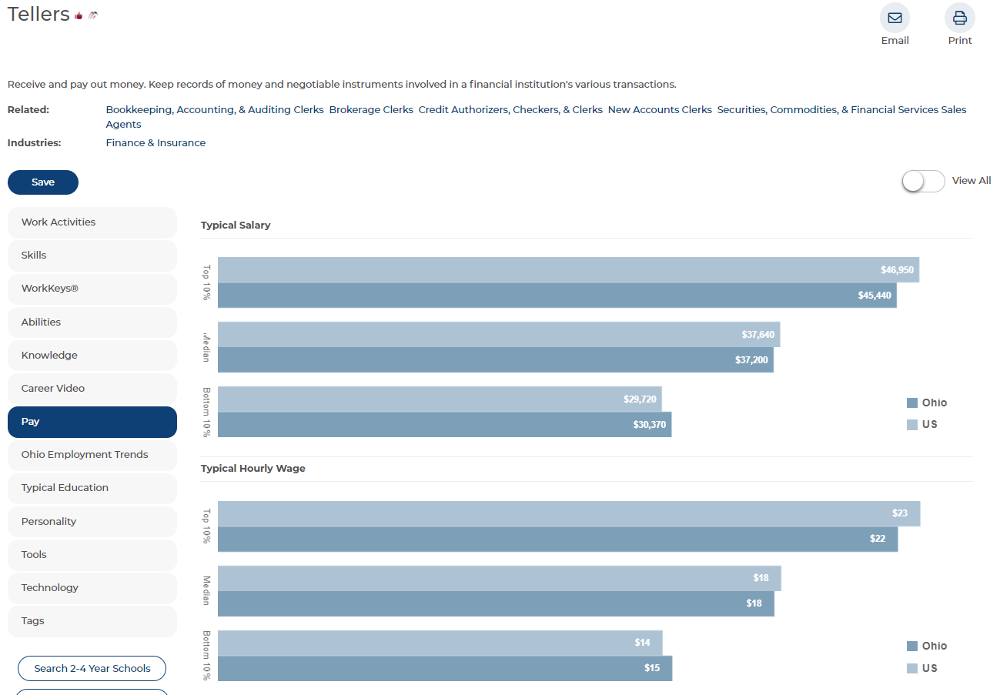 Tellers
Email
Print
Receive and pay out money. Keep records of money and negotiable instruments involved in a financial institution's various transactions.
Related:
Bookkeeping, Accounting, & Auditing Clerks Brokerage Clerks Credit Authorizers, Checkers, & Clerks New Accounts Clerks Securities, Commodities, & Financial Services Sales
Agents
Industries:
Finance & Insurance
Save
View All
Work Activities
Skills
WorkKeys®
Abilities
Knowledge
Career Video
Pay
Ohio Employment Trends
Typical Education
Personality
Tools
Technology
Tags
Search 2-4 Year Schools
Typical Salary
Top 10%
$46,950
$45,440
Median
$37,640
$37,200
Bottom 10%
$29,720
$30,370
Ohio
US
Typical Hourly Wage
Top 10%
$23
$22
Median
$18
$18
Bottom 10%
$14
$15
Ohio
US